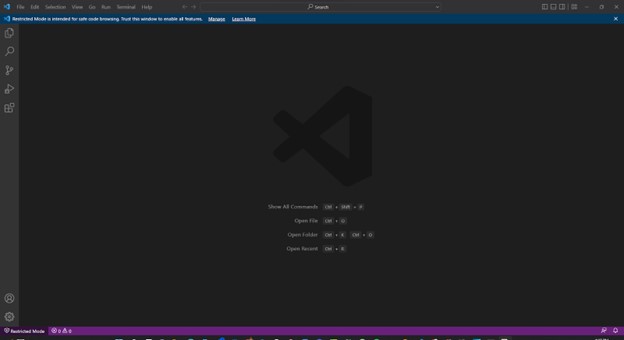 File Edit Selection View Go Run Terminal Help Search
Restricted Mode is intended for safe code browsing. Trust this window to enable all features. Manage Learn More
Show All Commands Ctrl + Shift + P
Open File Ctrl + O
Open Folder Ctrl + K Ctrl + O
Open Recent Ctrl + R
Restricted Mode 0 0